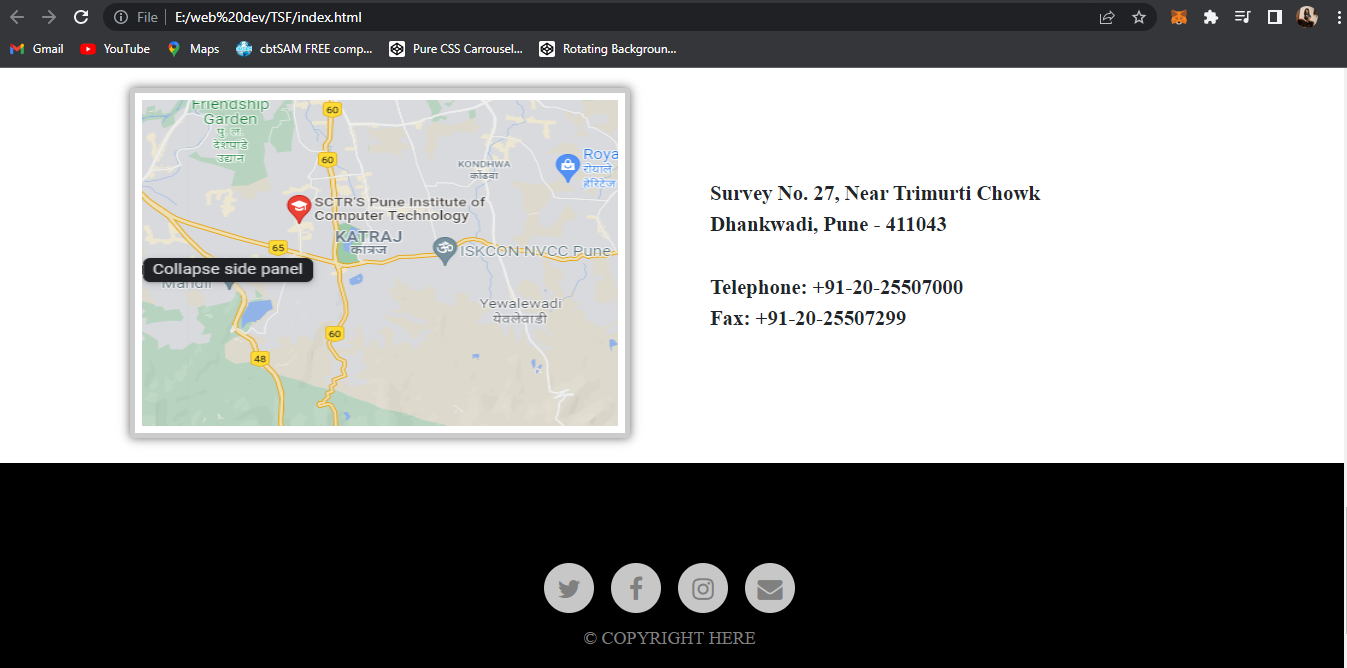 File
E:/web%20dev/TSF/index.html
Gmail
YouTube
Maps
cbtSAM FREE comp...
Pure CSS Carrousel...
Rotating Backgroun...
Friendship
Garden
पु. ल.
देशपांडे
उद्यान
60
60
KONDHWA
कोंढवा
Roya
रोयाले
हेरिटेज
SCTR'S Pune Institute of
Computer Technology
KATRAJ
कात्रज
65
ISKCON NVCC Pune
Collapse side panel
Mandir
Yewalewadi
येवलेवाडी
60
48
Survey No. 27, Near Trimurti Chowk
Dhankwadi, Pune - 411043
Telephone: +91-20-25507000
Fax: +91-20-25507299
© COPYRIGHT HERE